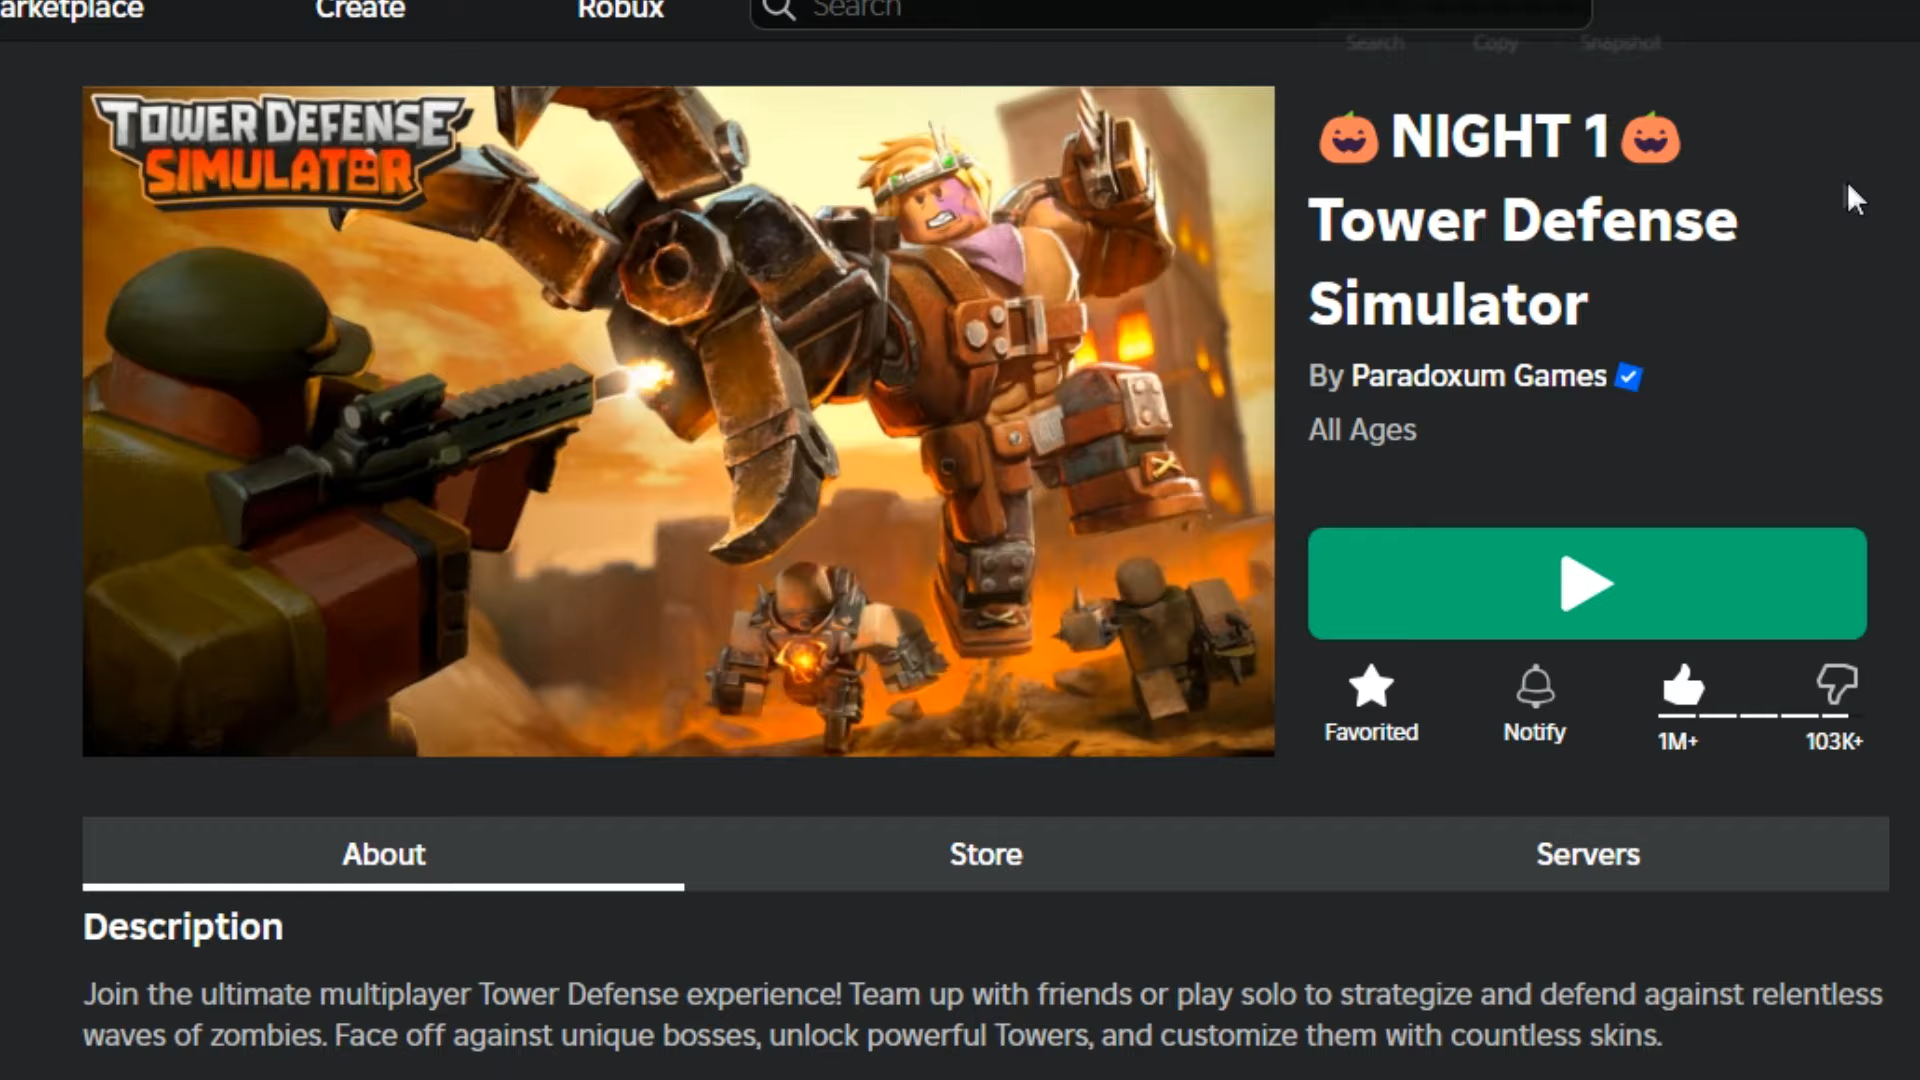 arketplace
Create
Robux
Search
Search
Copy
Snapshot
TOWER DEFENSE
SIMULATOR
🎃 NIGHT 1 🎃
Tower Defense
Simulator
By Paradoxum Games
All Ages
Favorited
Notify
1M+
103K+
About
Store
Servers
Description
Join the ultimate multiplayer Tower Defense experience! Team up with friends or play solo to strategize and defend against relentless
waves of zombies. Face off against unique bosses, unlock powerful Towers, and customize them with countless skins.